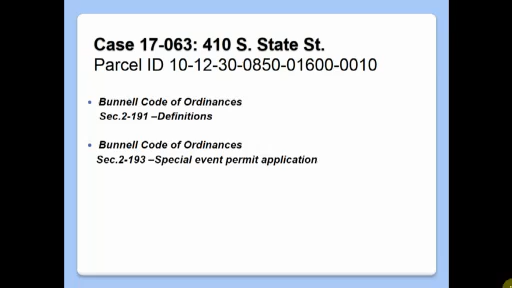 Case 17-063: 410 S. State St.
Parcel ID 10-12-30-0850-01600-0010
• Bunnell Code of Ordinances
Sec.2-191 –Definitions
• Bunnell Code of Ordinances
Sec.2-193 –Special event permit application